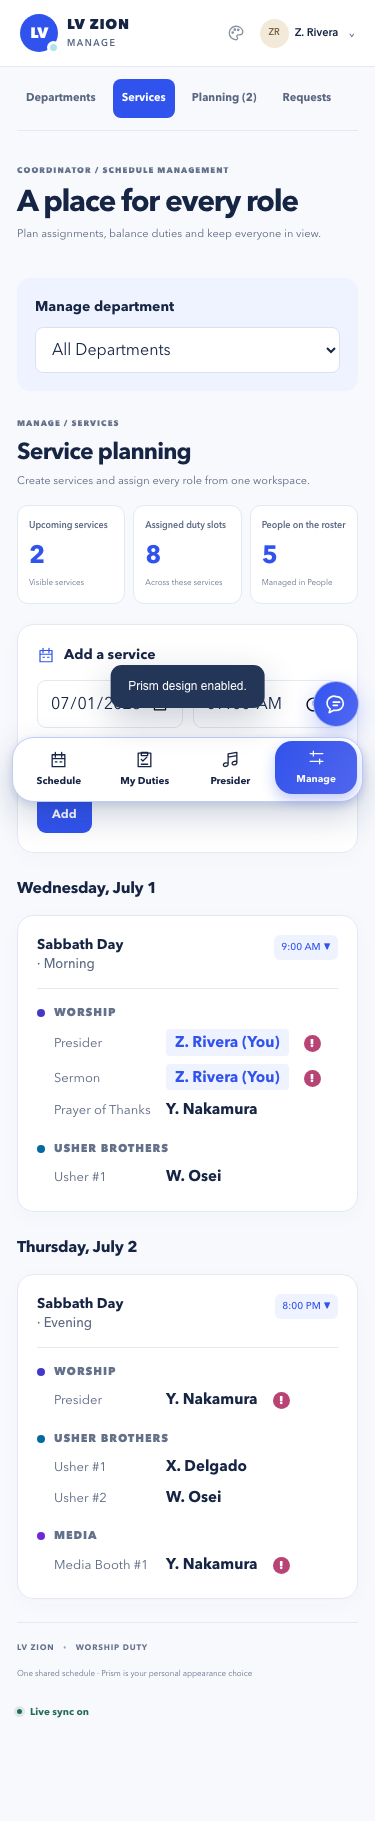 LV
LV ZION
MANAGE
ZR
Z. Rivera
Departments
Services
Planning (2)
Requests
COORDINATOR / SCHEDULE MANAGEMENT
A place for every role
Plan assignments, balance duties and keep everyone in view.
Manage department
All Departments
MANAGE / SERVICES
Service planning
Create services and assign every role from one workspace.
Upcoming services
2
Visible services
Assigned duty slots
8
Across these services
People on the roster
5
Managed in People
Add a service
Prism design enabled.
07/01/
AM
Schedule
My Duties
Presider
Manage
Add
Wednesday, July 1
Sabbath Day
· Morning
9:00 AM ▼
WORSHIP
Presider Z. Rivera (You) !
Sermon Z. Rivera (You) !
Prayer of Thanks Y. Nakamura
USHER BROTHERS
Usher #1 W. Osei
Thursday, July 2
Sabbath Day
· Evening
8:00 PM ▼
WORSHIP
Presider Y. Nakamura !
USHER BROTHERS
Usher #1 X. Delgado
Usher #2 W. Osei
MEDIA
Media Booth #1 Y. Nakamura !
LV ZION · WORSHIP DUTY
One shared schedule · Prism is your personal appearance choice
Live sync on